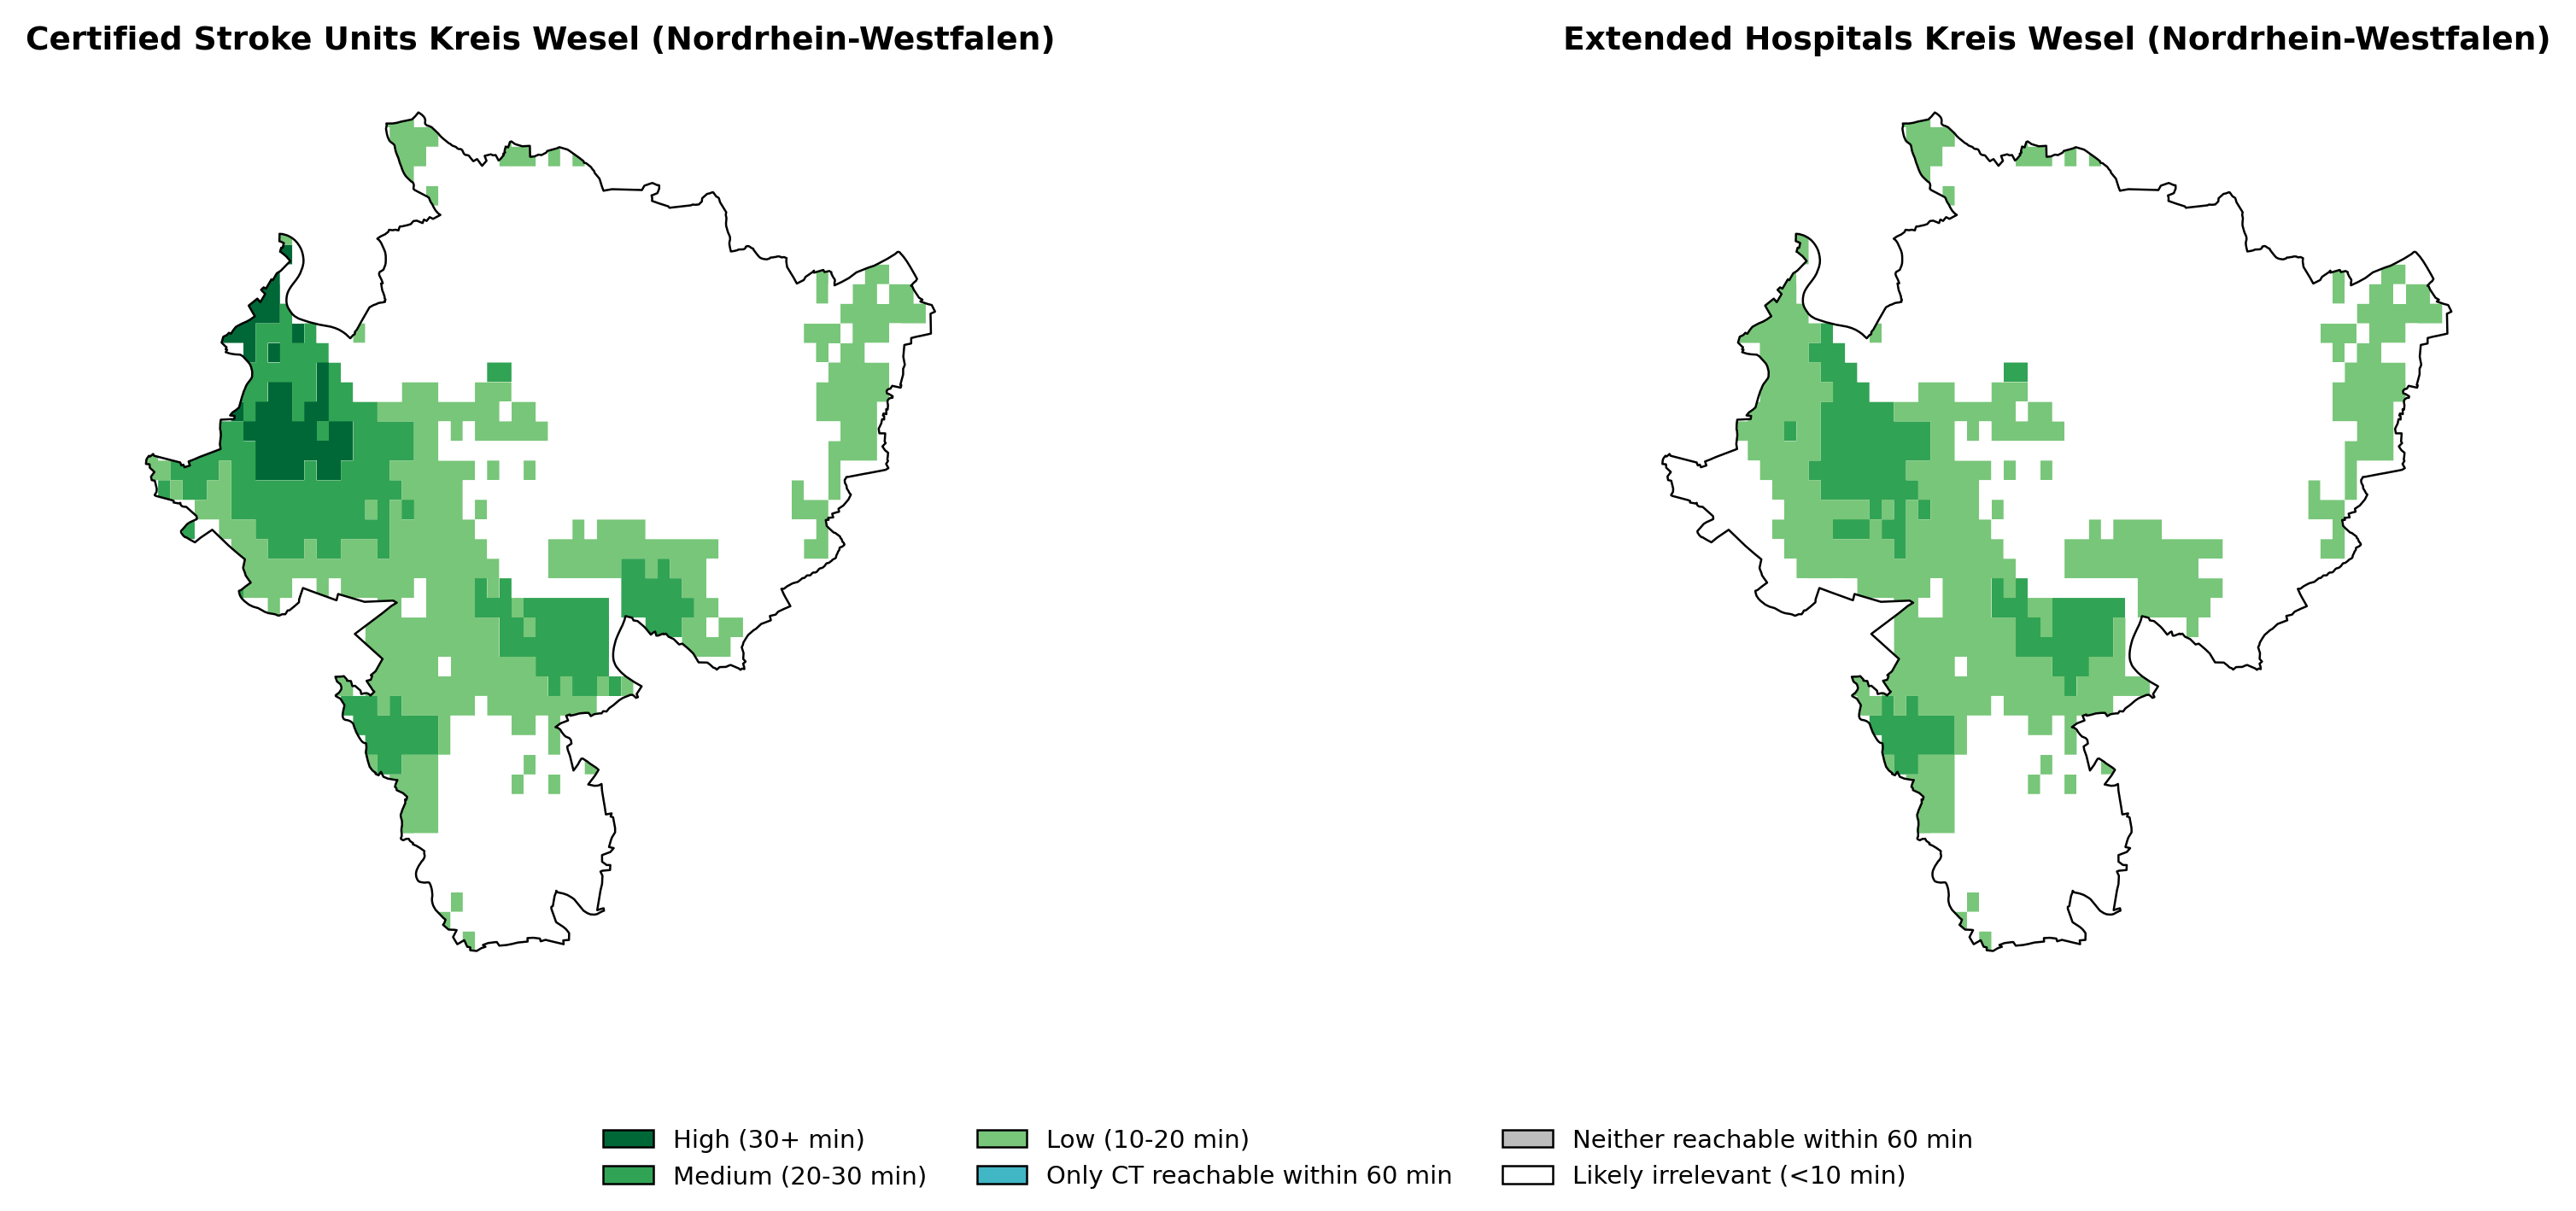 Certified Stroke Units Kreis Wesel (Nordrhein-Westfalen)
Extended Hospitals Kreis Wesel (Nordrhein-Westfalen)
High (30+ min)
Medium (20-30 min)
Low (10-20 min)
Only CT reachable within 60 min
Neither reachable within 60 min
Likely irrelevant (<10 min)